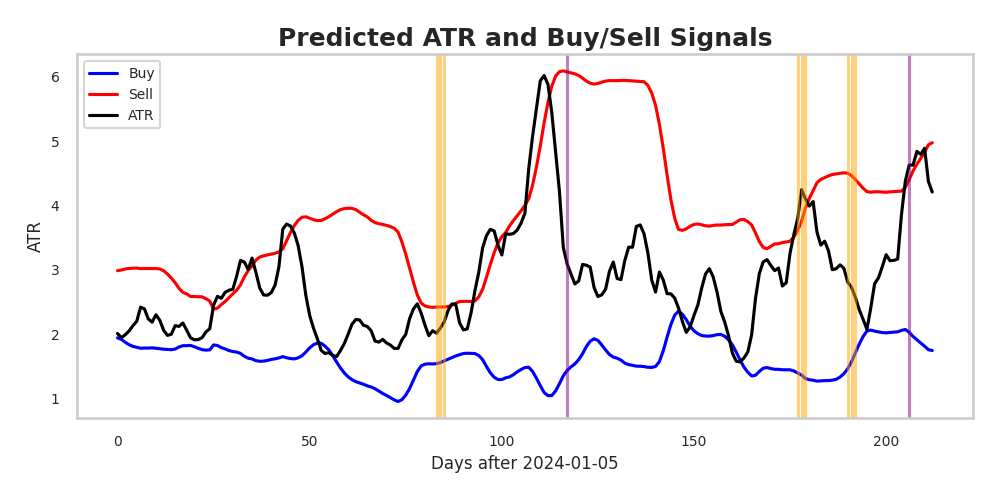 Predicted ATR and Buy/Sell Signals
Buy
Sell
ATR
6
5
4
3
2
1
ATR
0 50 100 150 200
Days after 2024-01-05